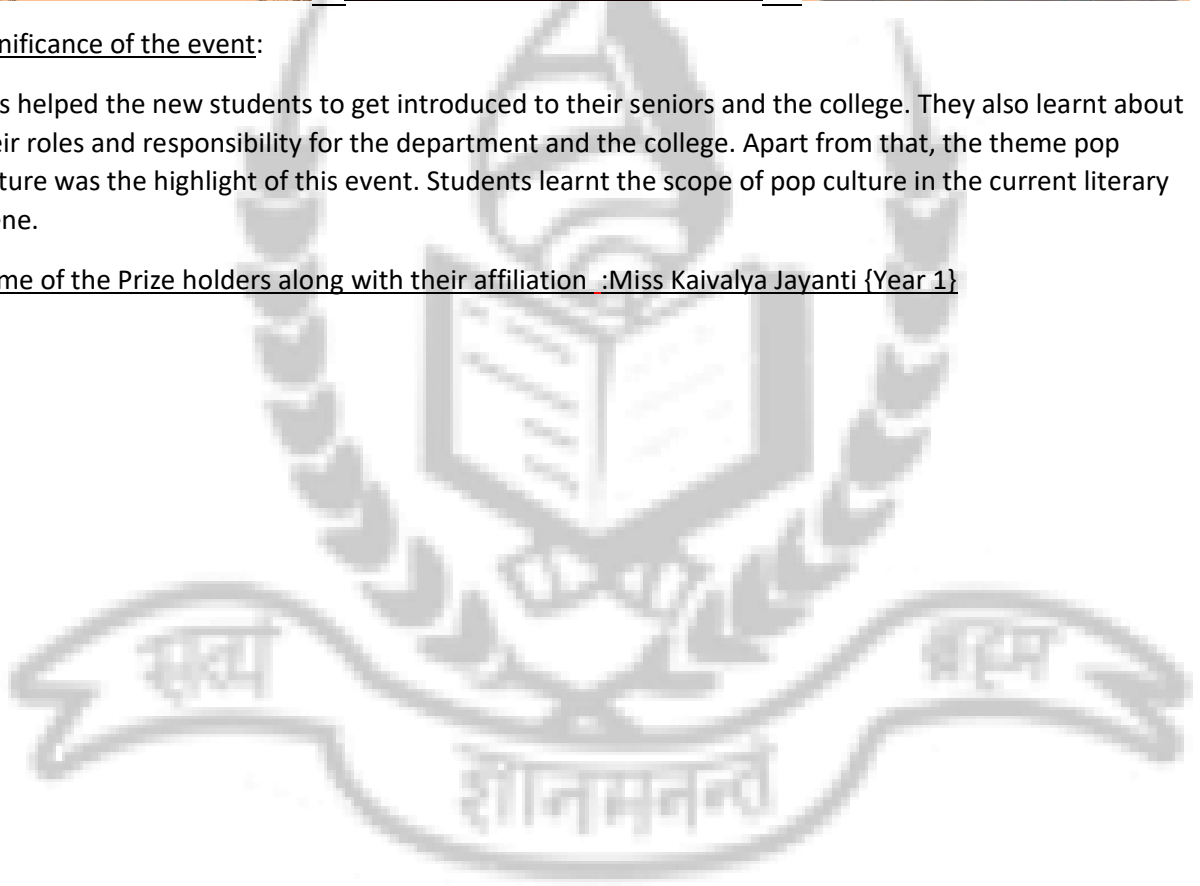 nificance of the event:
s helped the new students to get introduced to their seniors and the college. They also learnt about
eir roles and responsibility for the department and the college. Apart from that, the theme pop
ture was the highlight of this event. Students learnt the scope of pop culture in the current literary
ene.
me of the Prize holders along with their affiliation :Miss Kaivalya Jayanti {Year 1}
सत्यं ब्रहम